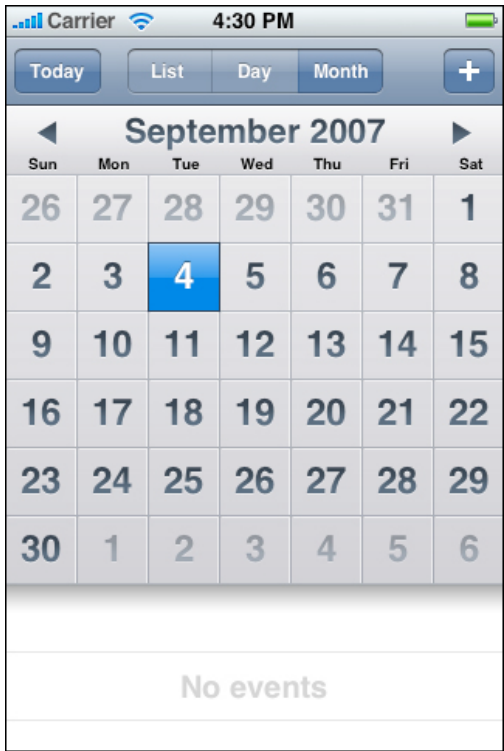 Carrier 4:30 PM
Today List Day Month +
September 2007
Sun Mon Tue Wed Thu Fri Sat
26 27 28 29 30 31 1
2 3 4 5 6 7 8
9 10 11 12 13 14 15
16 17 18 19 20 21 22
23 24 25 26 27 28 29
30 1 2 3 4 5 6
No events